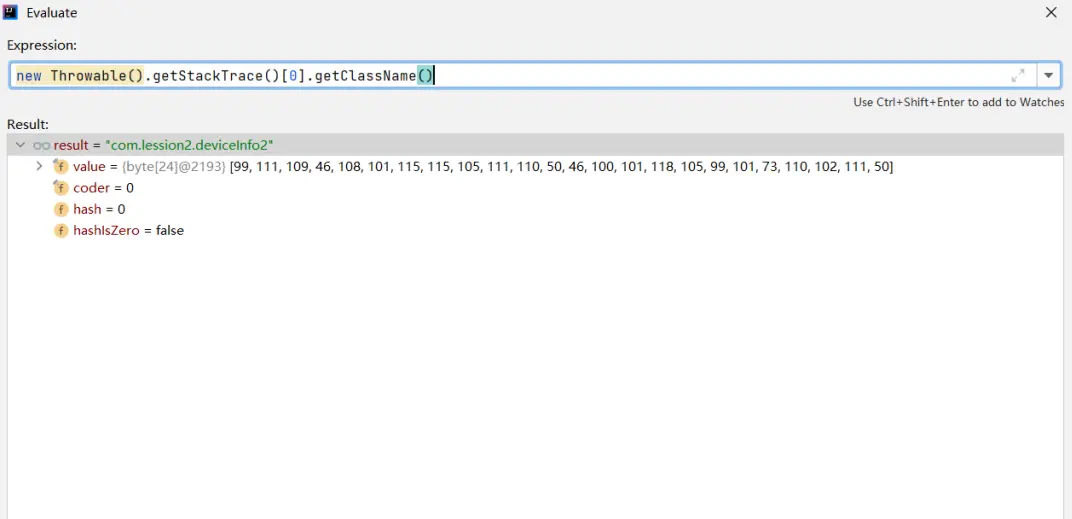 Evaluate
Expression:
new Throwable().getStackTrace()[0].getClassName()
Use Ctrl+Shift+Enter to add to Watches
Result:
result = "com.lession2.deviceInfo2"
value = {byte[24]@2193} [99, 111, 109, 46, 108, 101, 115, 115, 105, 111, 110, 50, 46, 100, 101, 118, 105, 99, 101, 73, 110, 102, 111, 50]
coder = 0
hash = 0
hashIsZero = false